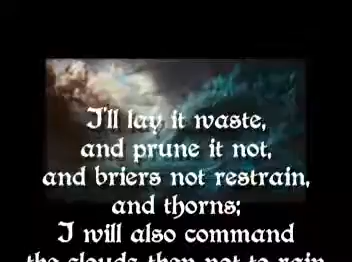 I'll lay it waste,
and prune it not,
and briers not restrain,
and thorns;
I will also command
the clouds then not to rain